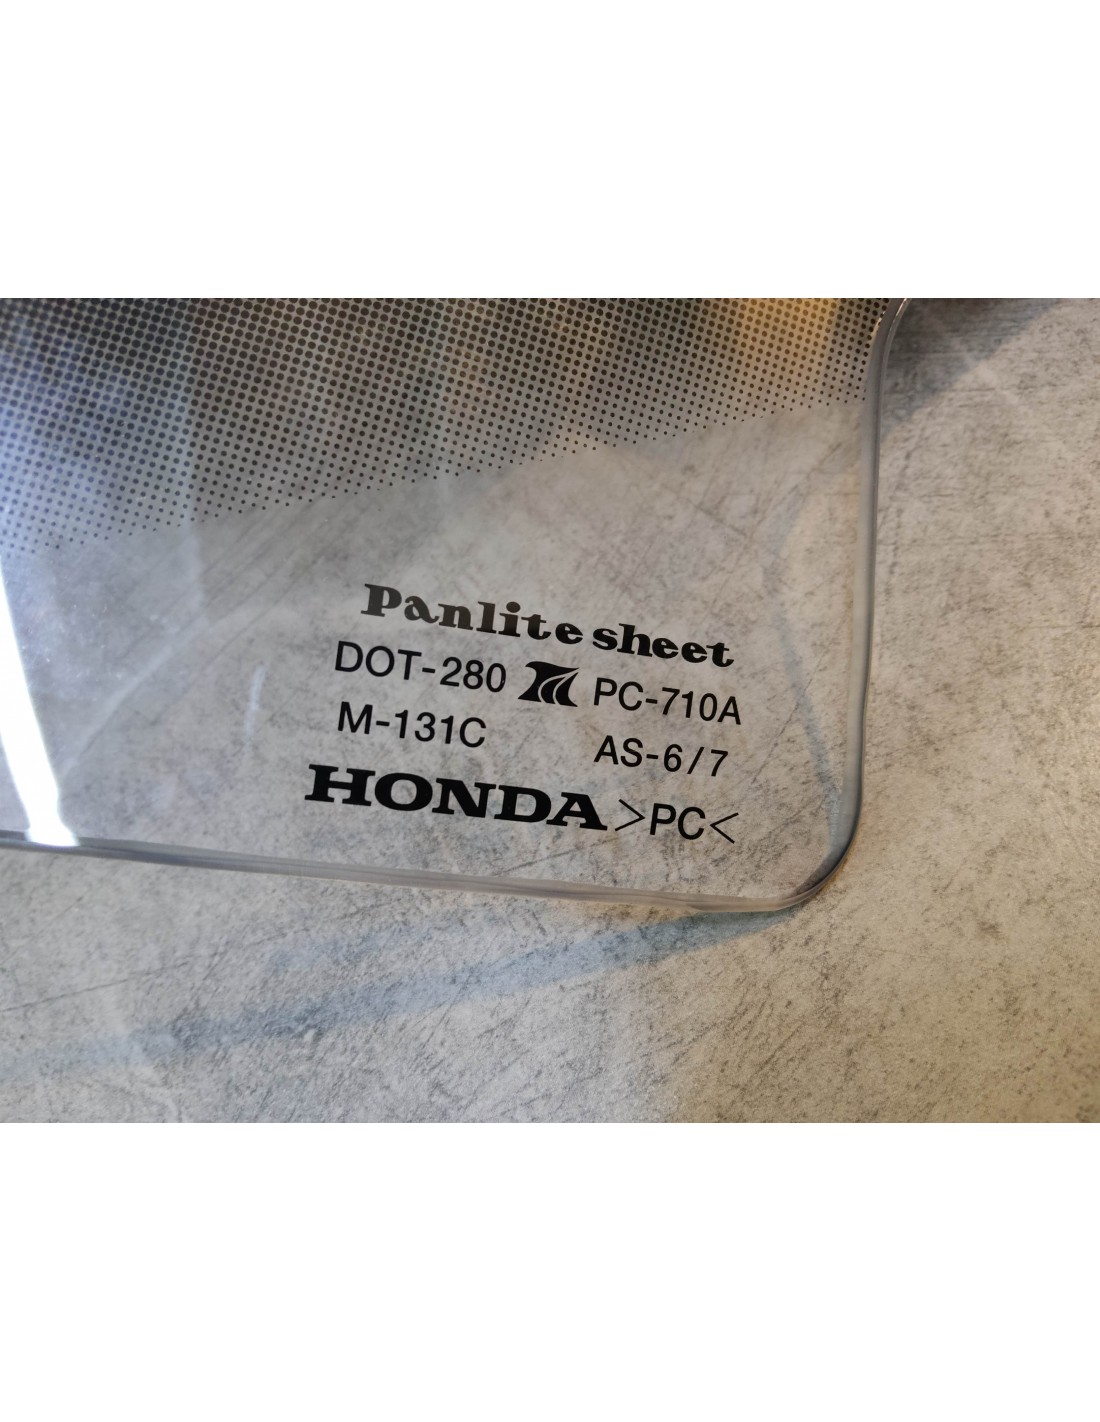 Panlite sheet
DOT-280 PC-710A
M-131C AS-6/7
HONDA >PC<